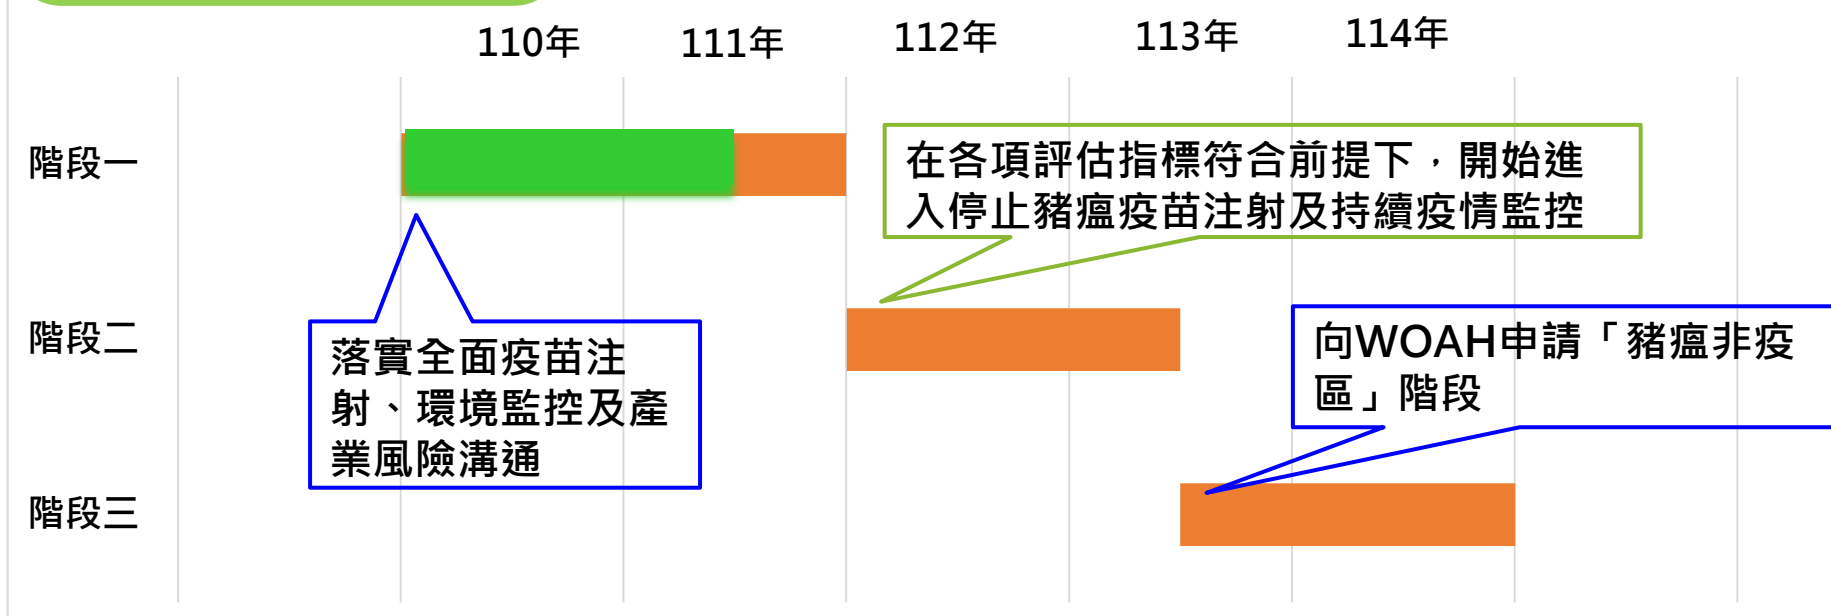 110年
111年
112年
113年
114年
階段一
在各項評估指標符合前提下，開始進
入停止豬瘟疫苗注射及持續疫情監控
階段二
落實全面疫苗注
射、環境監控及產
業風險溝通
向WOAH申請「豬瘟非疫
區」階段
階段三